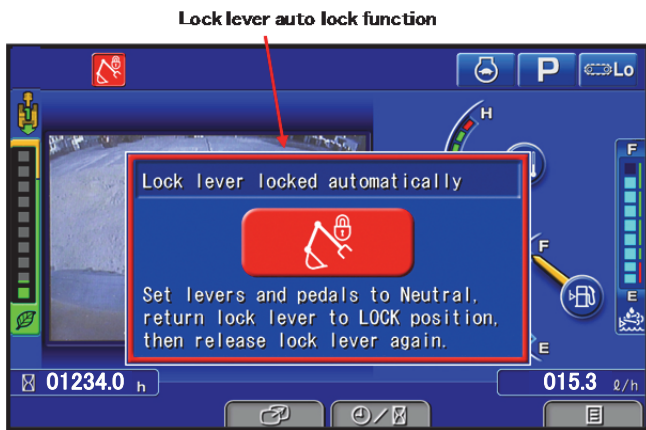 Lock lever auto lock function
P
Lo
H
F
Lock lever locked automatically
Set levers and pedals to Neutral,
return lock lever to LOCK position,
then release lock lever again.
F
E
E
01234.0 h
015.3 ℓ/h